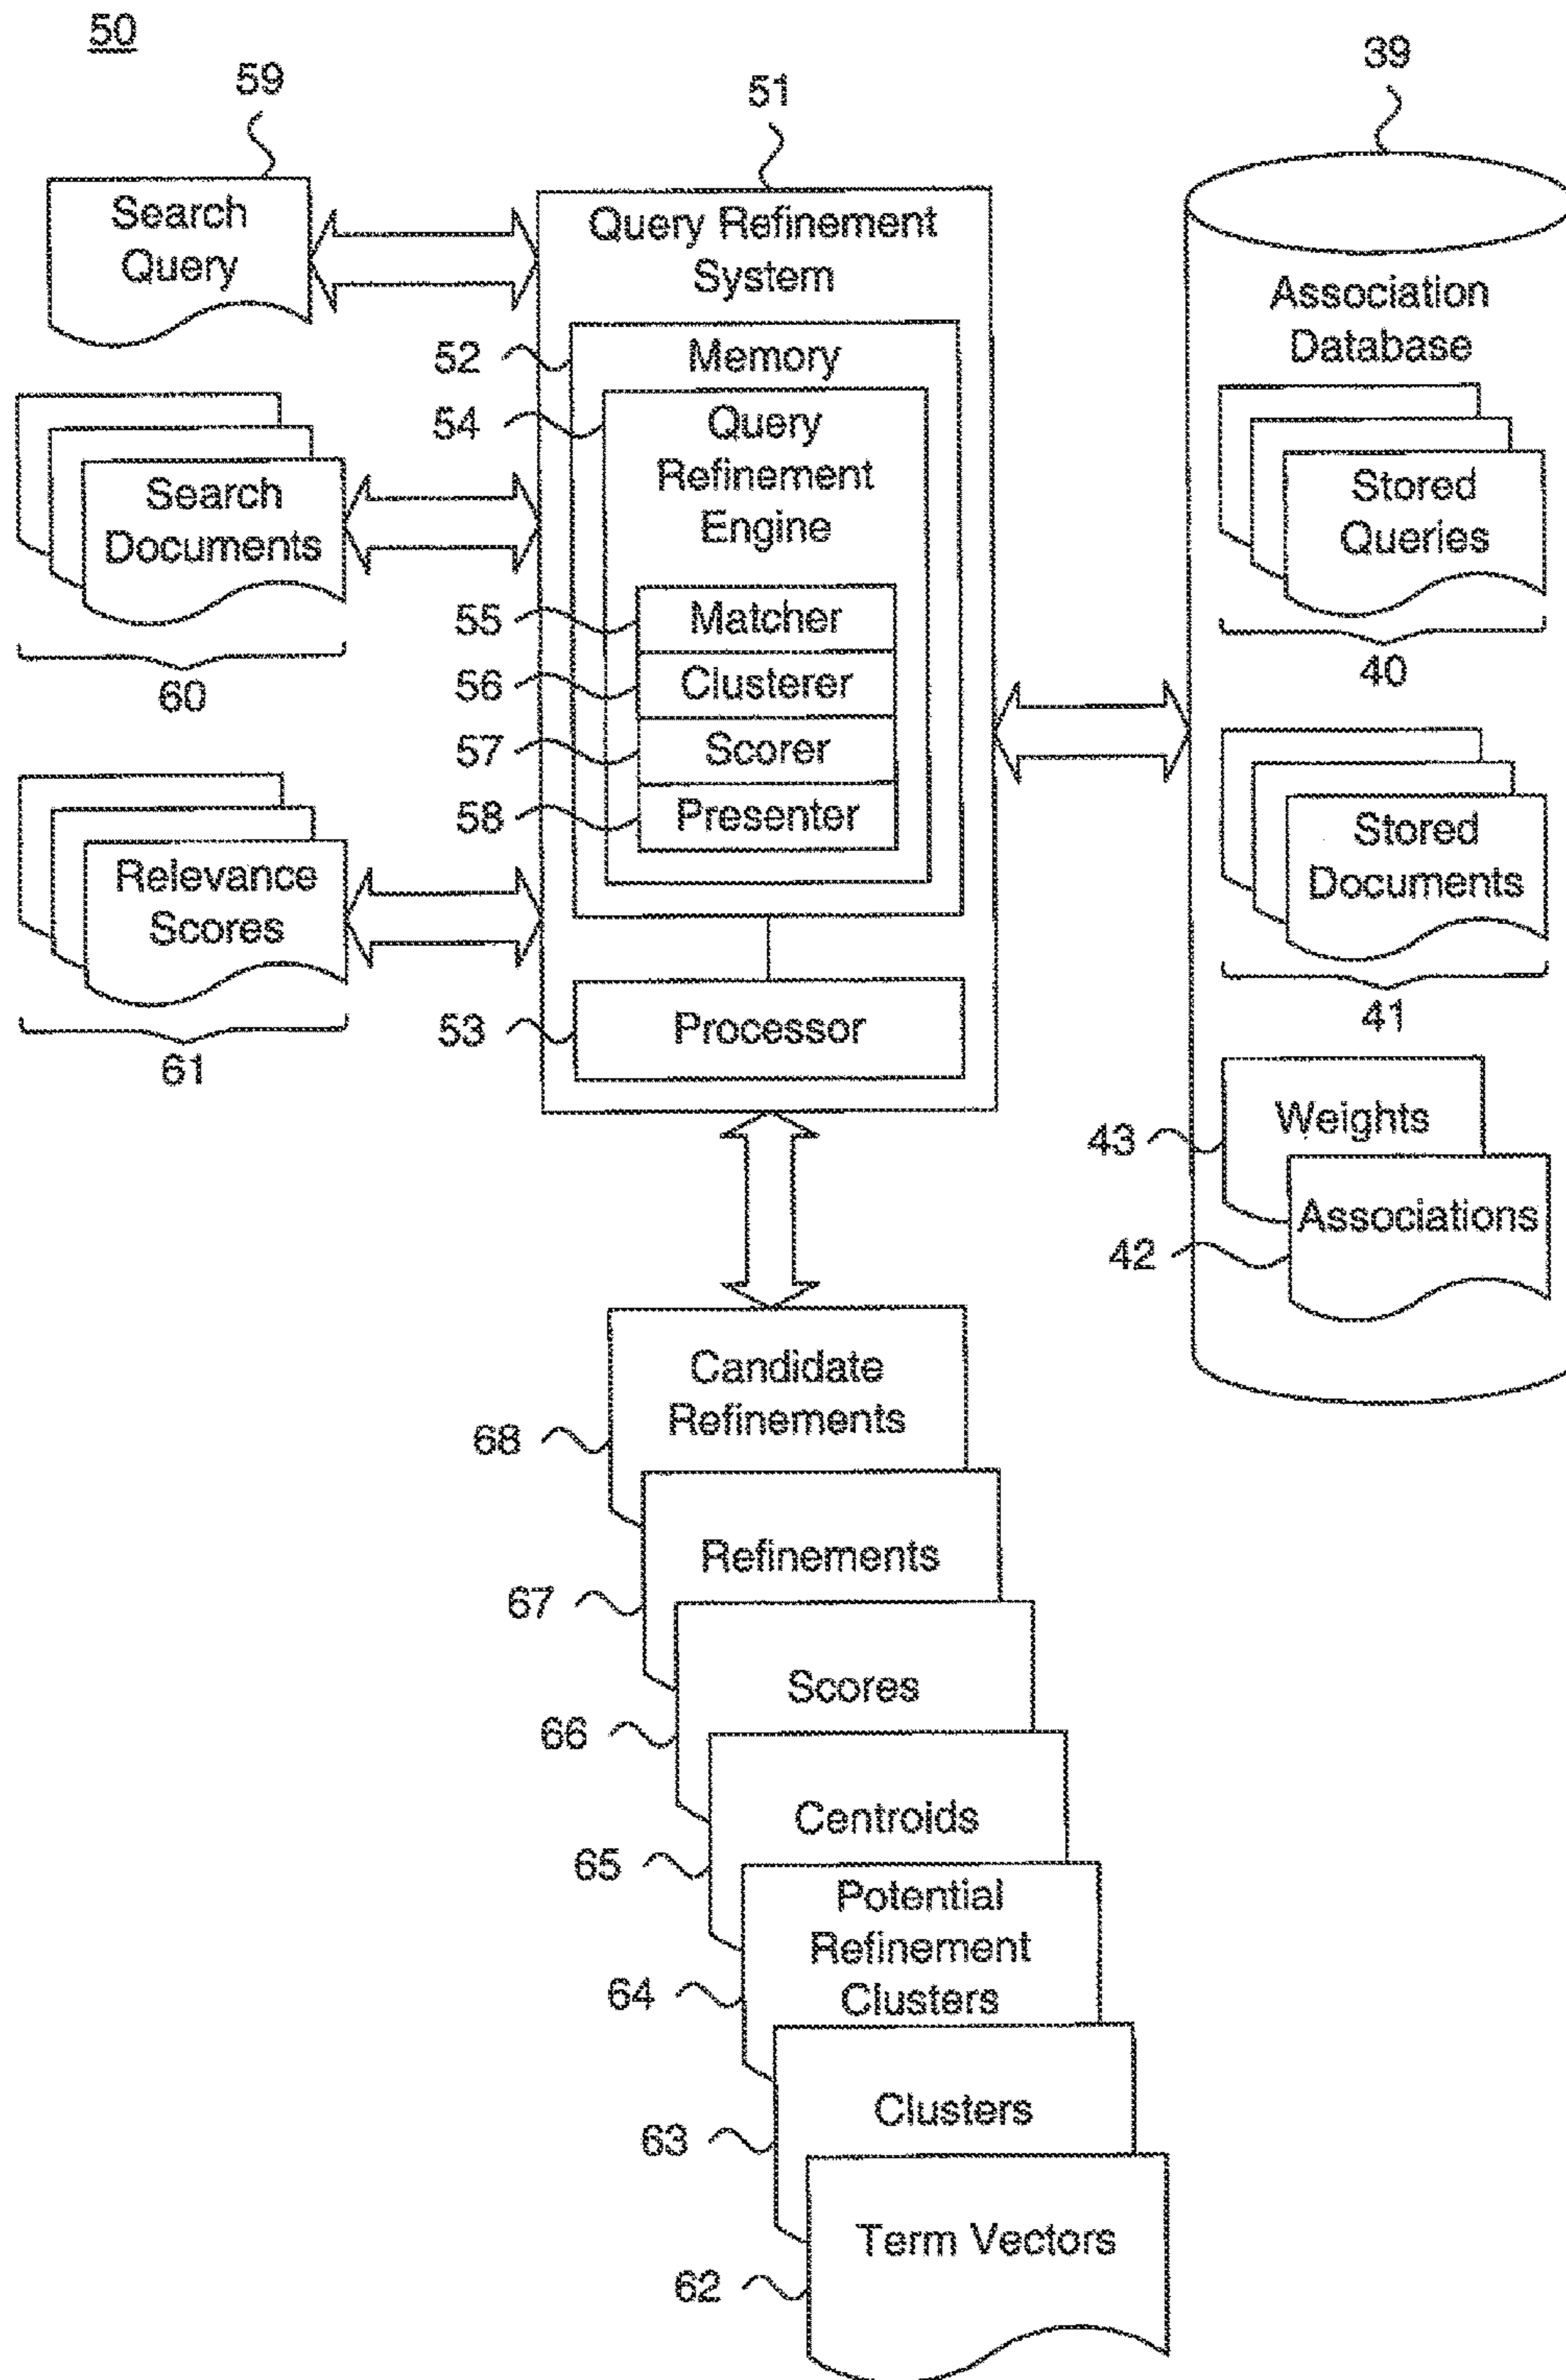 50
59
51
39
Search
Query
Query Refinement
System
Association
Database
52
Memory
54
Query
Refinement
Engine
Search
Documents
60
Stored
Queries
40
55
Matcher
56
Clusterer
57
Scorer
58
Presenter
Relevance
Scores
61
Stored
Documents
41
53
Processor
43
Weights
42
Associations
Candidate
Refinements
68
Refinements
67
Scores
66
Centroids
65
Potential
Refinement
Clusters
64
Clusters
63
Term Vectors
62